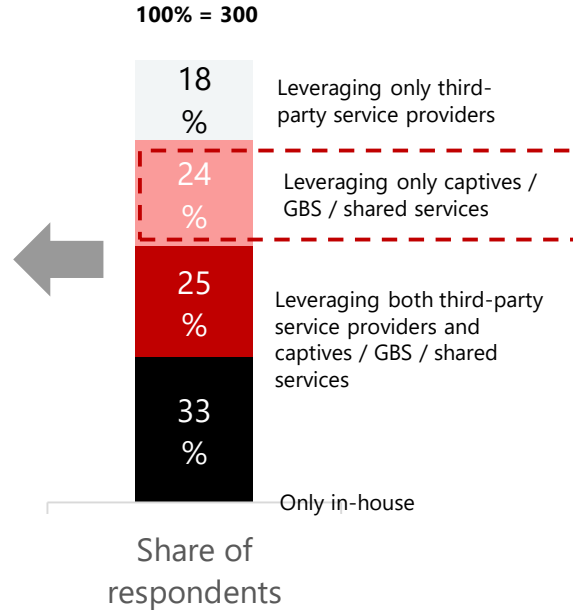 100% = 300
18
%
Leveraging only third-
party service providers
24
%
Leveraging only captives /
GBS / shared services
25
%
Leveraging both third-party
service providers and
captives / GBS / shared
services
33
%
Only in-house
Share of
respondents